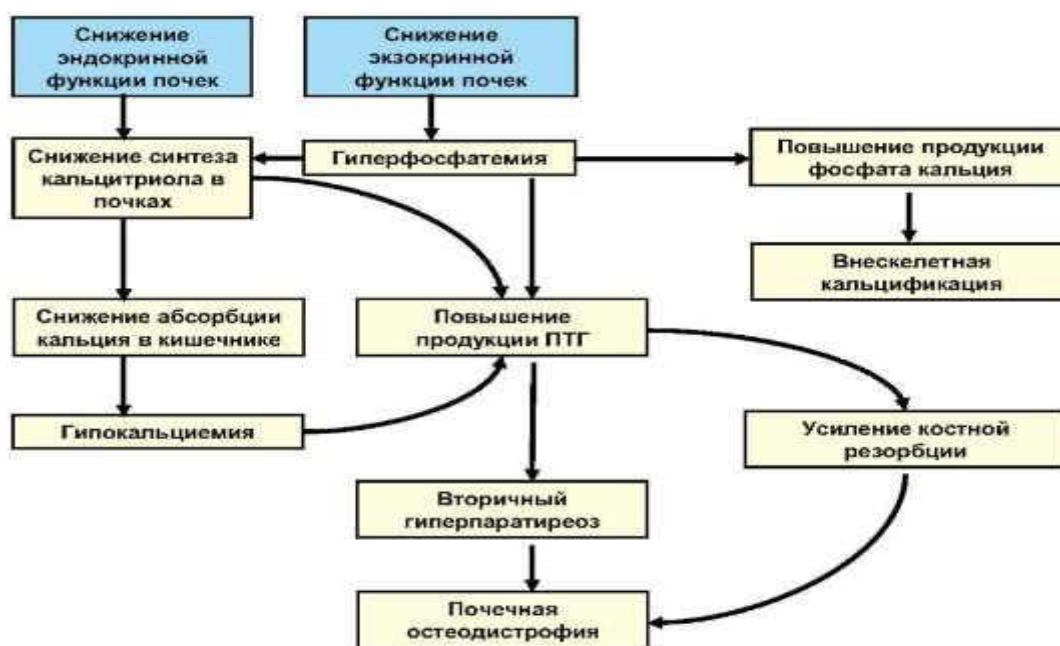 Снижение
эндокринной
функции почек
Снижение
экзокринной
функции почек
Снижение синтеза
кальцитриола в
почках
Гиперфосфатемия
Повышение продукции
фосфата кальция
Внескелетная
кальцификация
Снижение абсорбции
кальция в кишечнике
Повышение
продукции ПТГ
Гипокальциемия
Усиление костной
резорбции
Вторичный
гиперпаратиреоз
Почечная
остеодистрофия